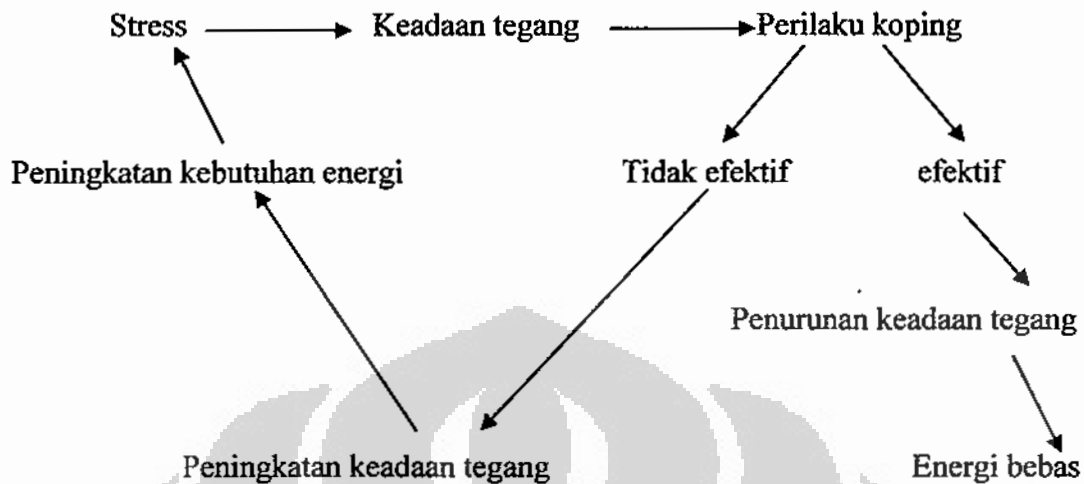 Stress Keadaan tegang Perilaku koping
Peningkatan kebutuhan energi Tidak efektif efektif
Penurunan keadaan tegang
Peningkatan keadaan tegang Energi bebas